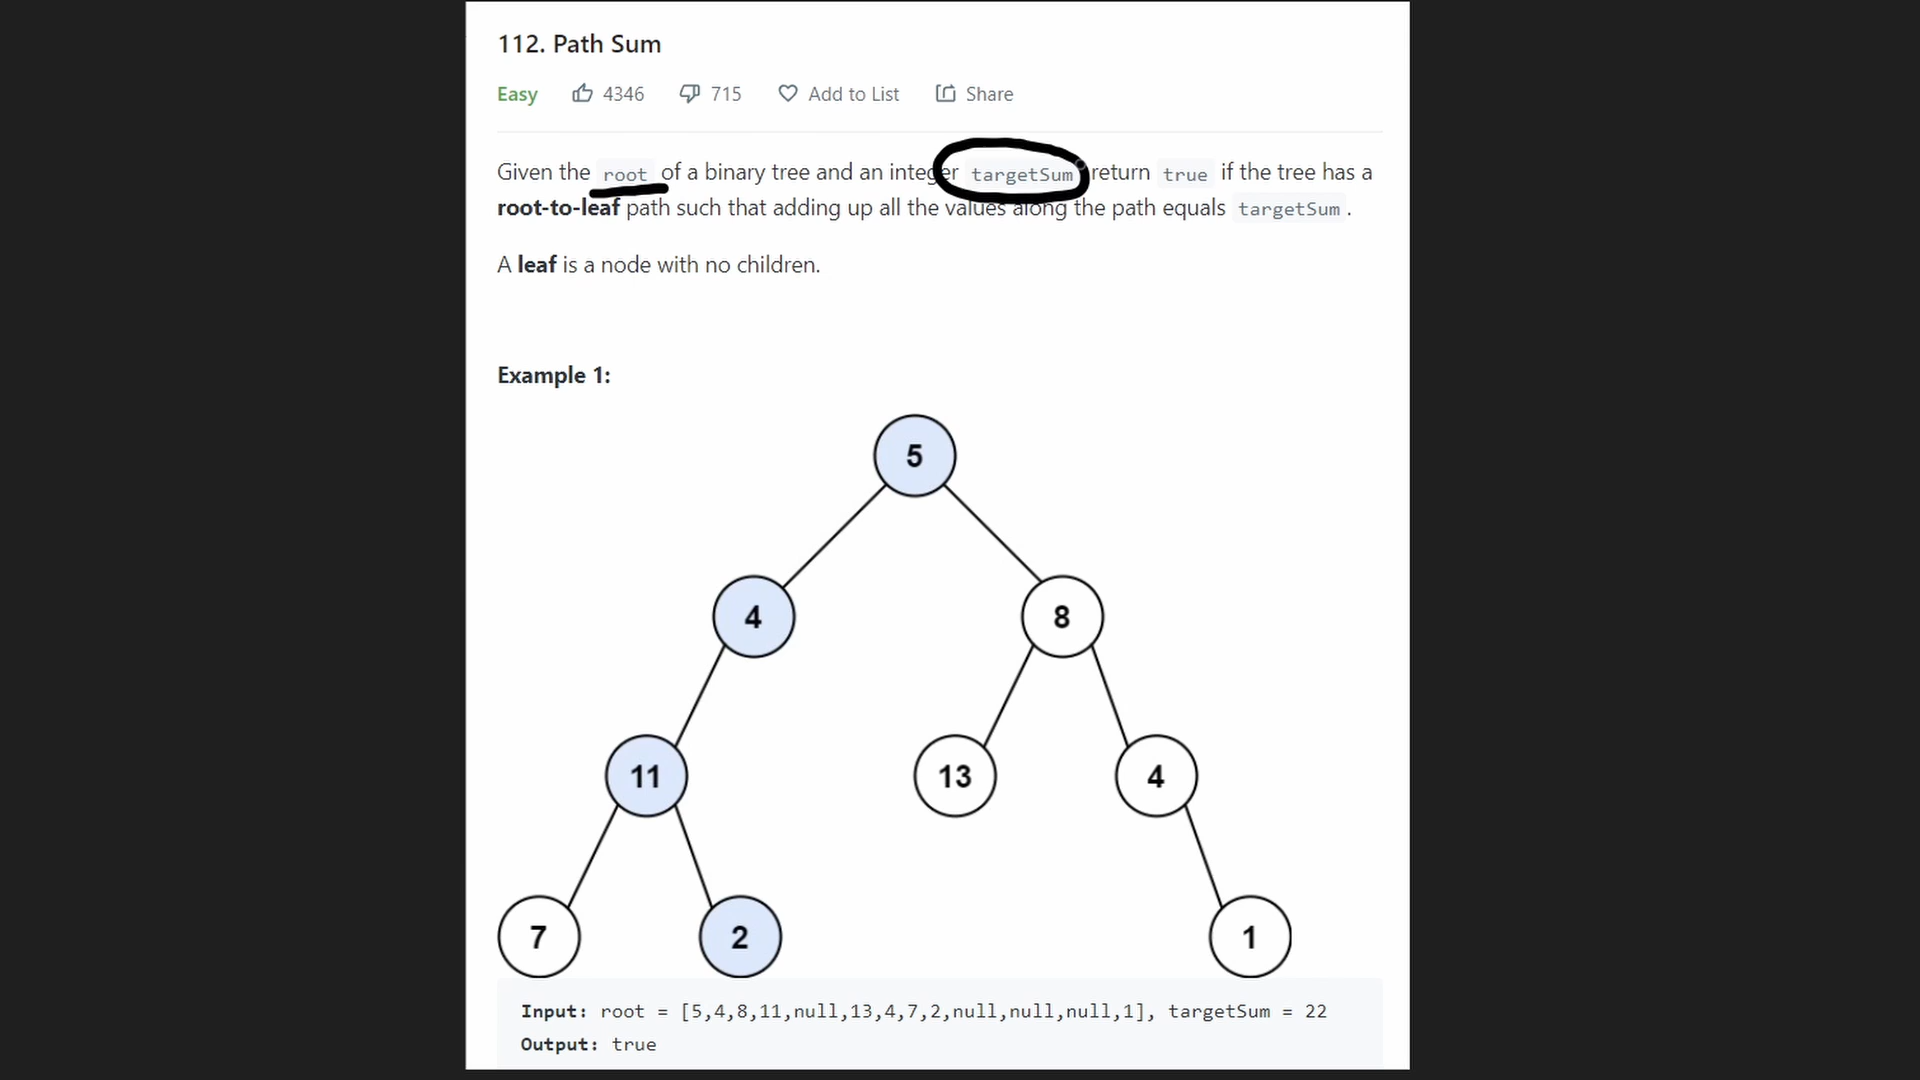 112. Path Sum
Easy 4346 715 Add to List Share
Given the root of a binary tree and an integer targetSum return true if the tree has a
root-to-leaf path such that adding up all the values along the path equals targetSum.
A leaf is a node with no children.
Example 1:
5
4 8
11 13 4
7 2 1
Input: root = [5,4,8,11,null,13,4,7,2,null,null,null,1], targetSum = 22
Output: true